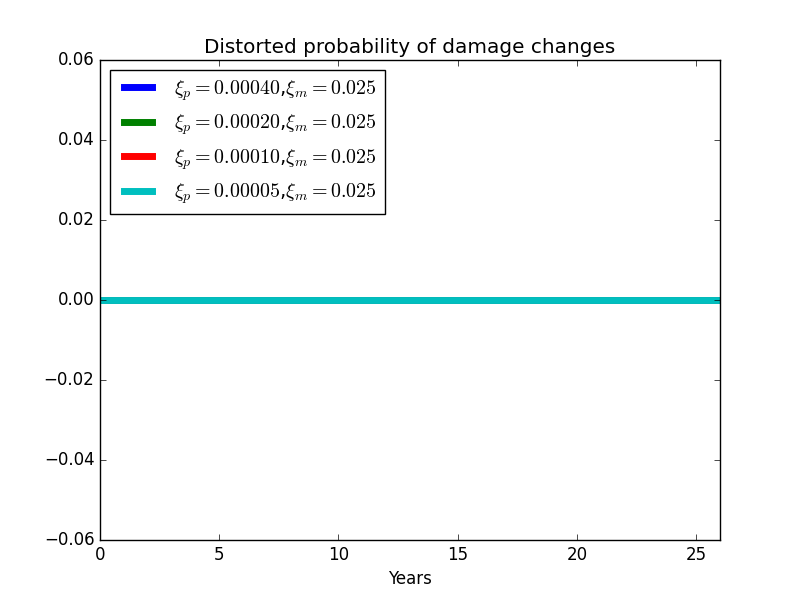 Distorted probability of damage changes
0.06
0.04
0.02
0.00
−0.02
−0.04
−0.06
ξₚ = 0.00040,ξₘ = 0.025
ξₚ = 0.00020,ξₘ = 0.025
ξₚ = 0.00010,ξₘ = 0.025
ξₚ = 0.00005,ξₘ = 0.025
0 5 10 15 20 25
Years